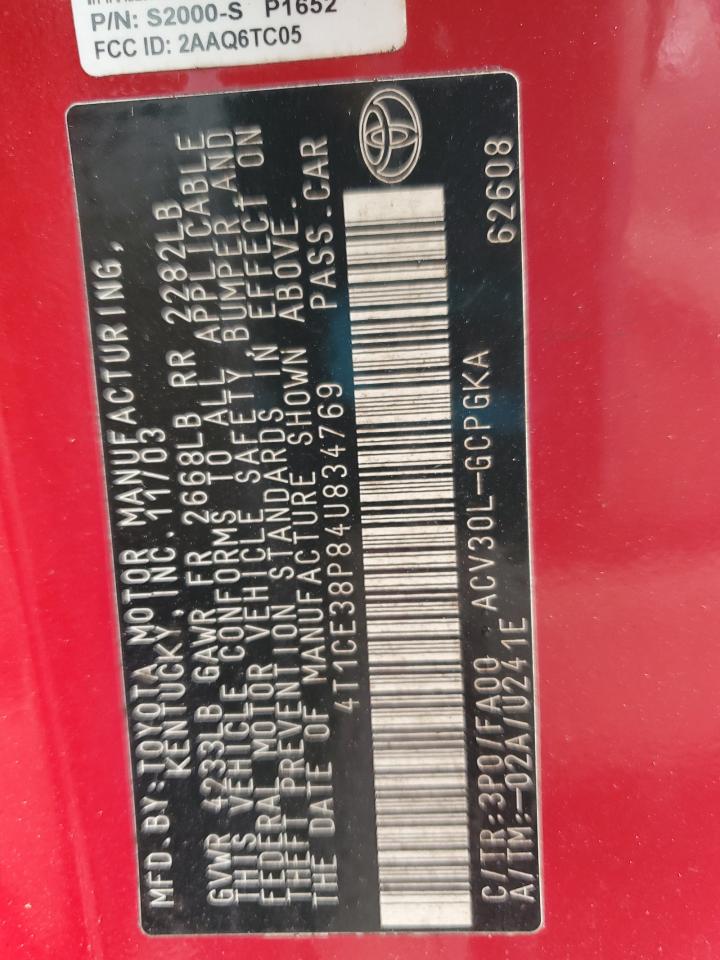 P/N: S2000-S P1652
FCC ID: 2AAQ6TC05
MFD.BY:TOYOTA MOTOR MANUFACTURING,
KENTUCKY, INC.11/03
GVWR 4233LB GAWR FR 2668LB RR 2282LB
THIS VEHICLE CONFORMS TO ALL APPLICABLE
FEDERAL MOTOR VEHICLE SAFETY, BUMPER AND
THEFT PREVENTION STANDARDS IN EFFECT ON
THE DATE OF MANUFACTURE SHOWN ABOVE.
4T1CE38P84U834769 PASS.CAR
C/TR:3P0/FA00 ACV30L-GCPGKA 62608
A/TM:-02A/U241E